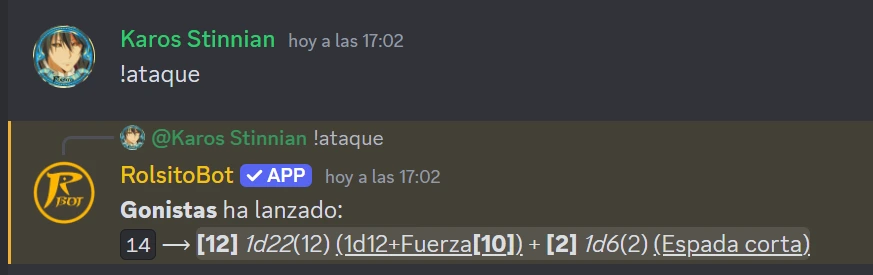 Karos Stinnian hoy a las 17:02
!ataque
@Karos Stinnian !ataque
RolsitoBot ✓ APP hoy a las 17:02
R
BOT
Gonistas ha lanzado:
14 ⟶ [12] 1d22(12) (1d12+Fuerza[10]) + [2] 1d6(2) (Espada corta)